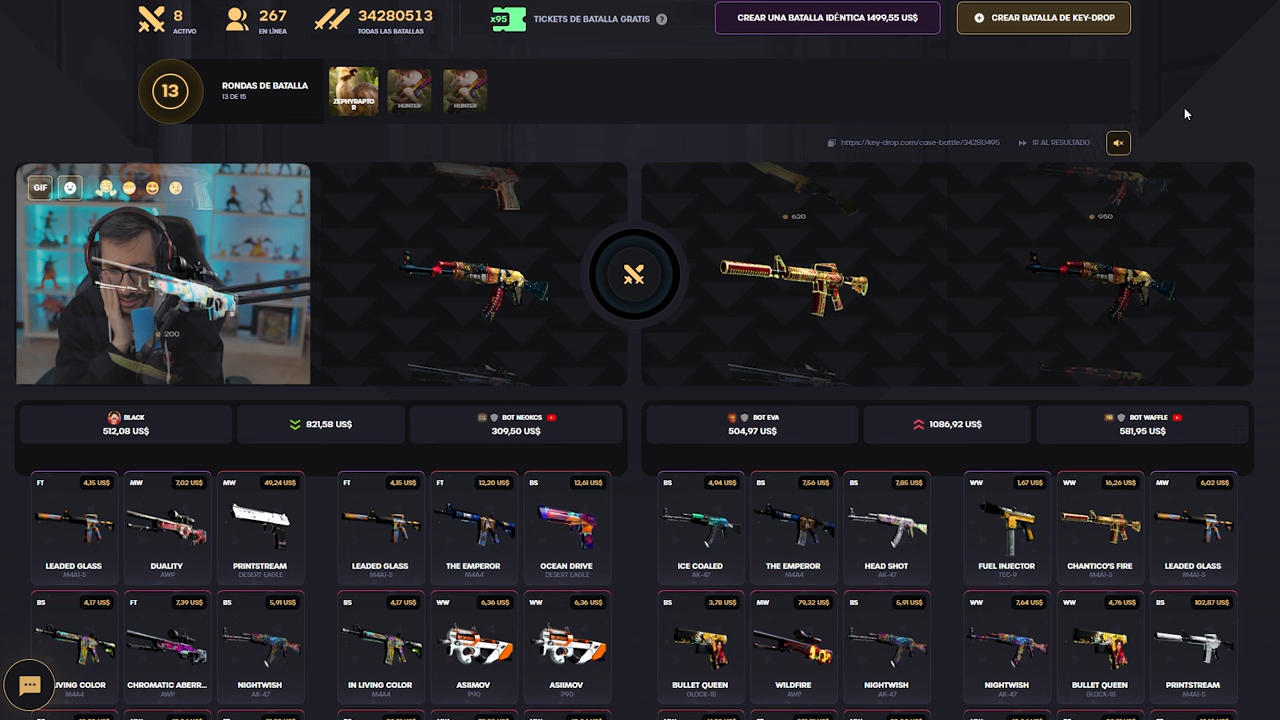 8
ACTIVO
267
EN LÍNEA
34280513
TODAS LAS BATALLAS
x95
TICKETS DE BATALLA GRATIS ?
CREAR UNA BATALLA IDÉNTICA 1499,55 US$
CREAR BATALLA DE KEY-DROP
13
RONDAS DE BATALLA
13 DE 15
ZEPHYRAPTO
R
HUNTER
HUNTER
https://key-drop.com/case-battle/34280495
IR AL RESULTADO
GIF
200
620
950
BLACK
512,08 US$
821,58 US$
BOT NEOKCS
309,50 US$
BOT EVA
504,97 US$
1086,92 US$
BOT WAFFLE
581,95 US$
FT 4,15 US$
LEADED GLASS
M4A1-S
MW 7,02 US$
DUALITY
AWP
MW 49,24 US$
PRINTSTREAM
DESERT EAGLE
FT 4,15 US$
LEADED GLASS
M4A1-S
FT 12,20 US$
THE EMPEROR
M4A4
BS 12,61 US$
OCEAN DRIVE
DESERT EAGLE
BS 4,94 US$
ICE COALED
AK-47
BS 7,56 US$
THE EMPEROR
M4A4
BS 7,85 US$
HEAD SHOT
AK-47
WW 1,67 US$
FUEL INJECTOR
TEC-9
WW 16,26 US$
CHANTICO'S FIRE
M4A1-S
MW 6,02 US$
LEADED GLASS
M4A1-S
BS 4,17 US$
LIVING COLOR
M4A4
FT 7,39 US$
CHROMATIC ABERR...
AWP
BS 5,91 US$
NIGHTWISH
AK-47
BS 4,17 US$
IN LIVING COLOR
M4A4
WW 6,36 US$
ASIIMOV
P90
WW 6,36 US$
ASIIMOV
P90
BS 3,78 US$
BULLET QUEEN
GLOCK-18
MW 79,32 US$
WILDFIRE
AWP
BS 5,91 US$
NIGHTWISH
AK-47
WW 7,64 US$
NIGHTWISH
AK-47
WW 4,76 US$
BULLET QUEEN
GLOCK-18
BS 102,87 US$
PRINTSTREAM
M4A1-S